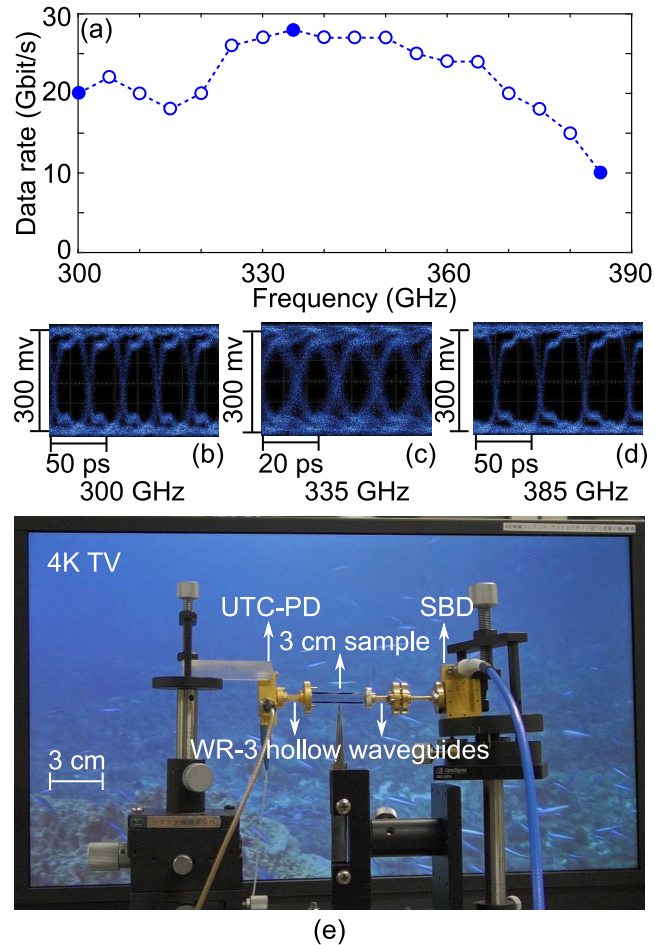 (a)
Data rate (Gbit/s)
30
20
10
0
300
330
360
390
Frequency (GHz)
300 mv
50 ps
(b)
300 GHz
300 mv
20 ps
(c)
335 GHz
300 mv
50 ps
(d)
385 GHz
4K TV
UTC-PD
SBD
3 cm sample
WR-3 hollow waveguides
3 cm
(e)